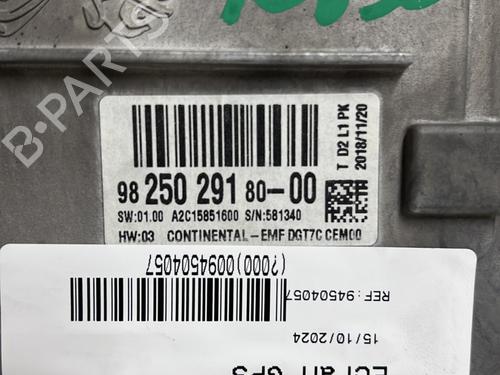 T D2 L1 PK
2018/11/20
98 250 291 80-00
SW:01.00 A2C15851600 S/N:581340
HW:03 CONTINENTAL-EMF DGT7C CEM00
(?000)0094504057
REF:94504057
15/10/2024
Ecran GPS
B-PARTS